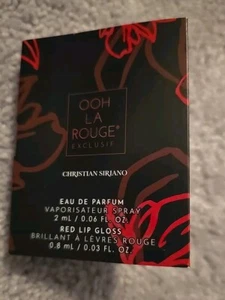 OOH
LA
ROUGE®
EXCLUSIF
CHRISTIAN SIRIANO
EAU DE PARFUM
VAPORISATEUR SPRAY
2 mL / 0.06 FL. OZ.
RED LIP GLOSS
BRILLANT À LÈVRES ROUGE
0.8 mL / 0.03 FL. OZ.